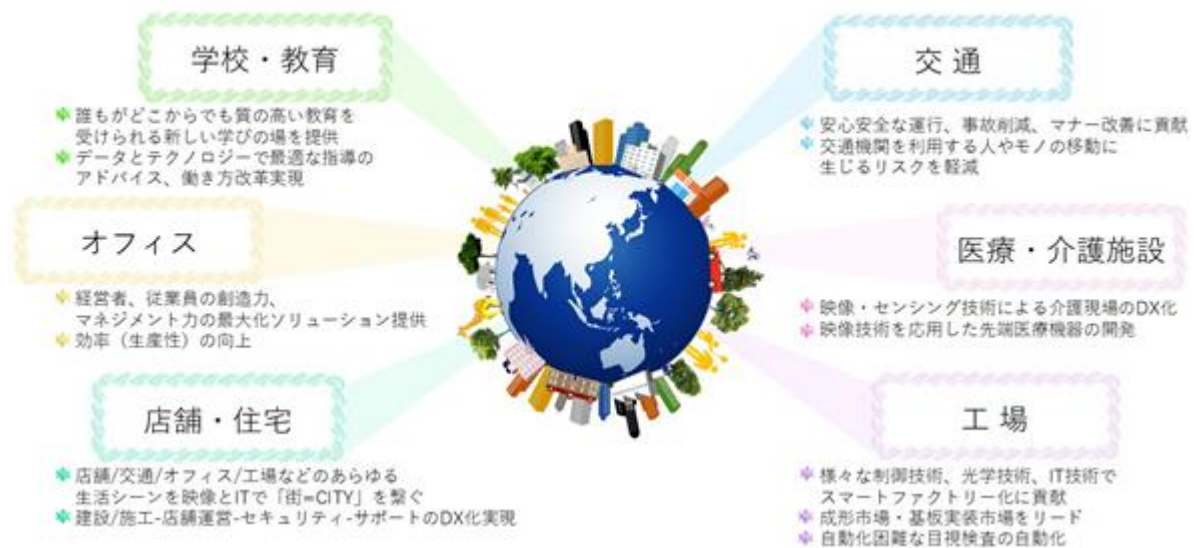 学校・教育
誰もがどこからでも質の高い教育を
受けられる新しい学びの場を提供
データとテクノロジーで最適な指導の
アドバイス、働き方改革実現
オフィス
経営者、従業員の創造力、
マネジメント力の最大化ソリューション提供
効率（生産性）の向上
店舗・住宅
店舗/交通/オフィス/工場などのあらゆる
生活シーンを映像とITで「街=CITY」を繋ぐ
建設/施工-店舗運営-セキュリティ-サポートのDX化実現
交 通
安心安全な運行、事故削減、マナー改善に貢献
交通機関を利用する人やモノの移動に
生じるリスクを軽減
医療・介護施設
映像・センシング技術による介護現場のDX化
映像技術を応用した先端医療機器の開発
工 場
様々な制御技術、光学技術、IT技術で
スマートファクトリー化に貢献
成形市場・基板実装市場をリード
自動化困難な目視検査の自動化